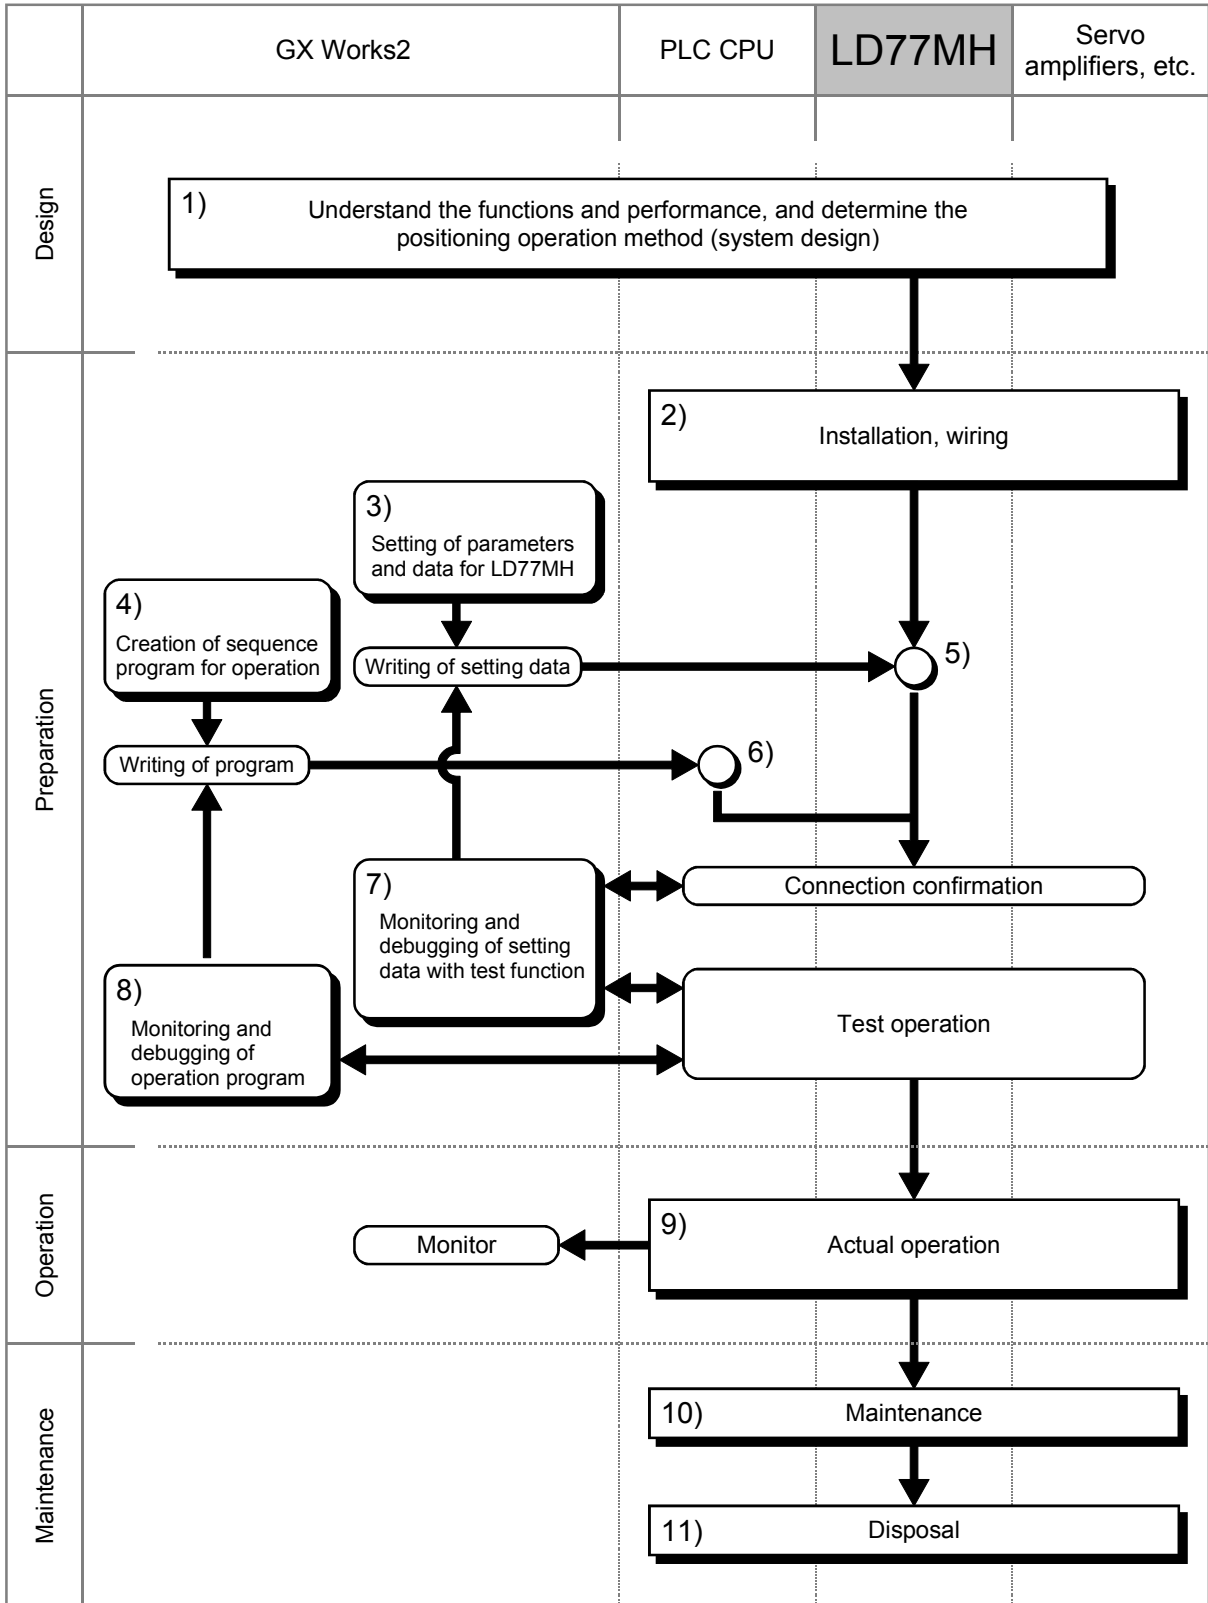 GX Works2
PLC CPU
LD77MH
Servo
amplifiers, etc.
Design
1)
Understand the functions and performance, and determine the
positioning operation method (system design)
Preparation
2)
Installation, wiring
3)
Setting of parameters
and data for LD77MH
4)
Creation of sequence
program for operation
Writing of setting data
5)
Writing of program
6)
7)
Monitoring and
debugging of setting
data with test function
Connection confirmation
8)
Monitoring and
debugging of
operation program
Test operation
Operation
9)
Actual operation
Monitor
Maintenance
10)
Maintenance
11)
Disposal